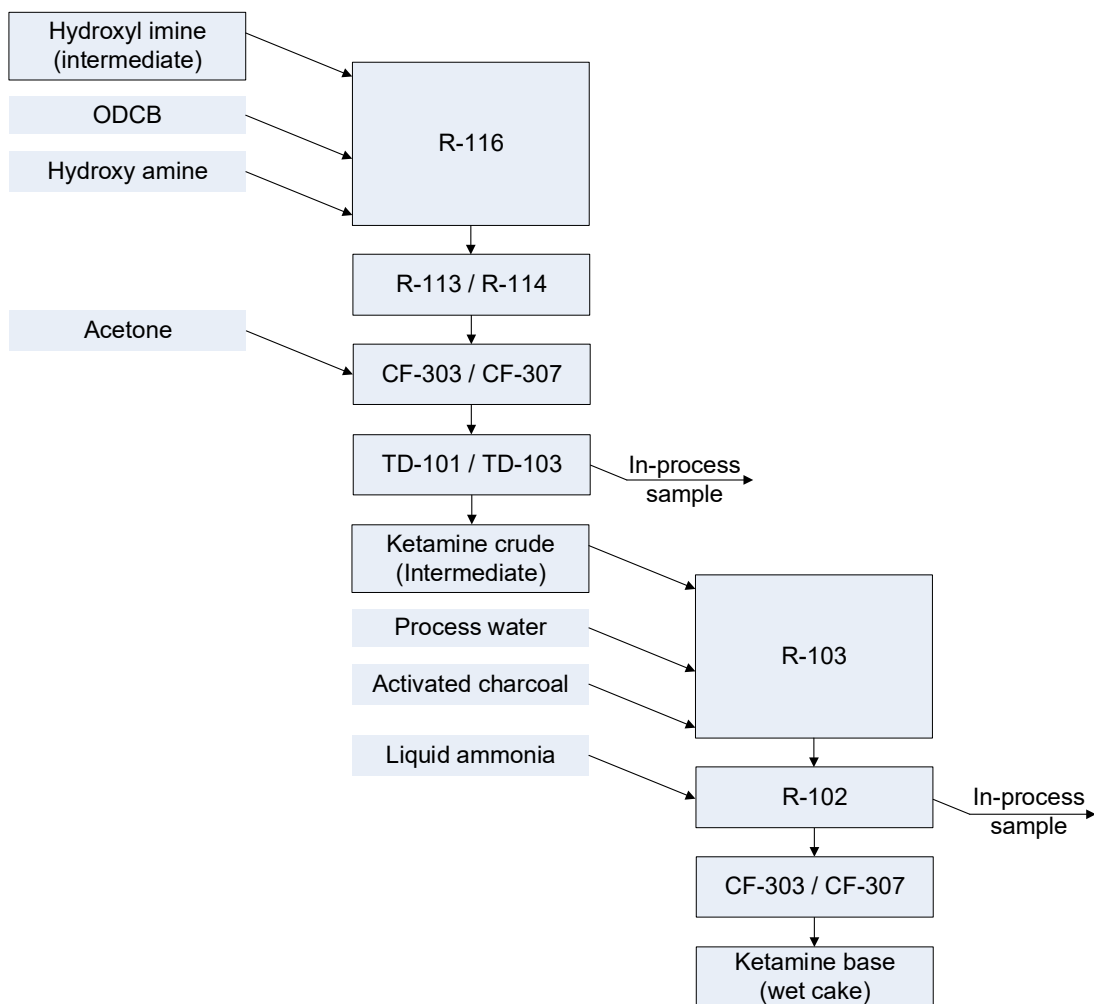 Hydroxyl imine
(intermediate)
ODCB
R-116
Hydroxy amine
R-113 / R-114
Acetone
CF-303 / CF-307
TD-101 / TD-103
In-process
sample
Ketamine crude
(Intermediate)
Process water
R-103
Activated charcoal
Liquid ammonia
R-102
In-process
sample
CF-303 / CF-307
Ketamine base
(wet cake)